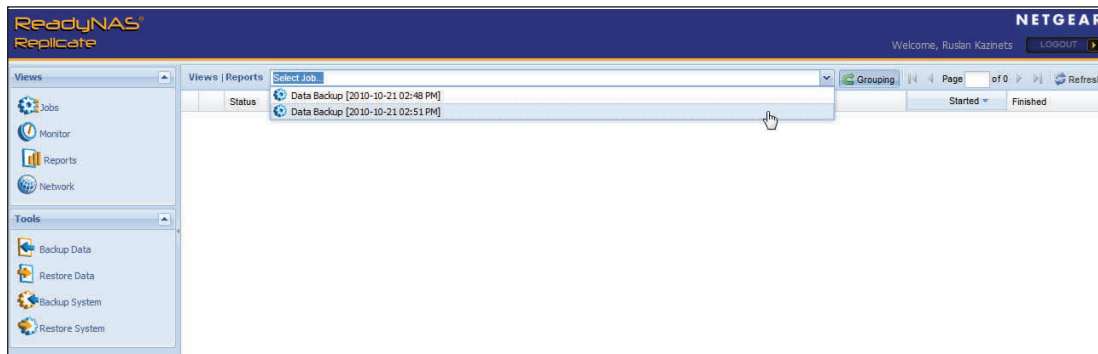 ReadyNAS®
Replicate
NETGEAR
Welcome, Ruslan Kazinets
LOGOUT
Views
Jobs
Monitor
Reports
Network
Tools
Backup Data
Restore Data
Backup System
Restore System
Views | Reports
Select Job...
Grouping
Page
of 0
Refresh
Status
Started
Finished
Data Backup [2010-10-21 02:48 PM]
Data Backup [2010-10-21 02:51 PM]